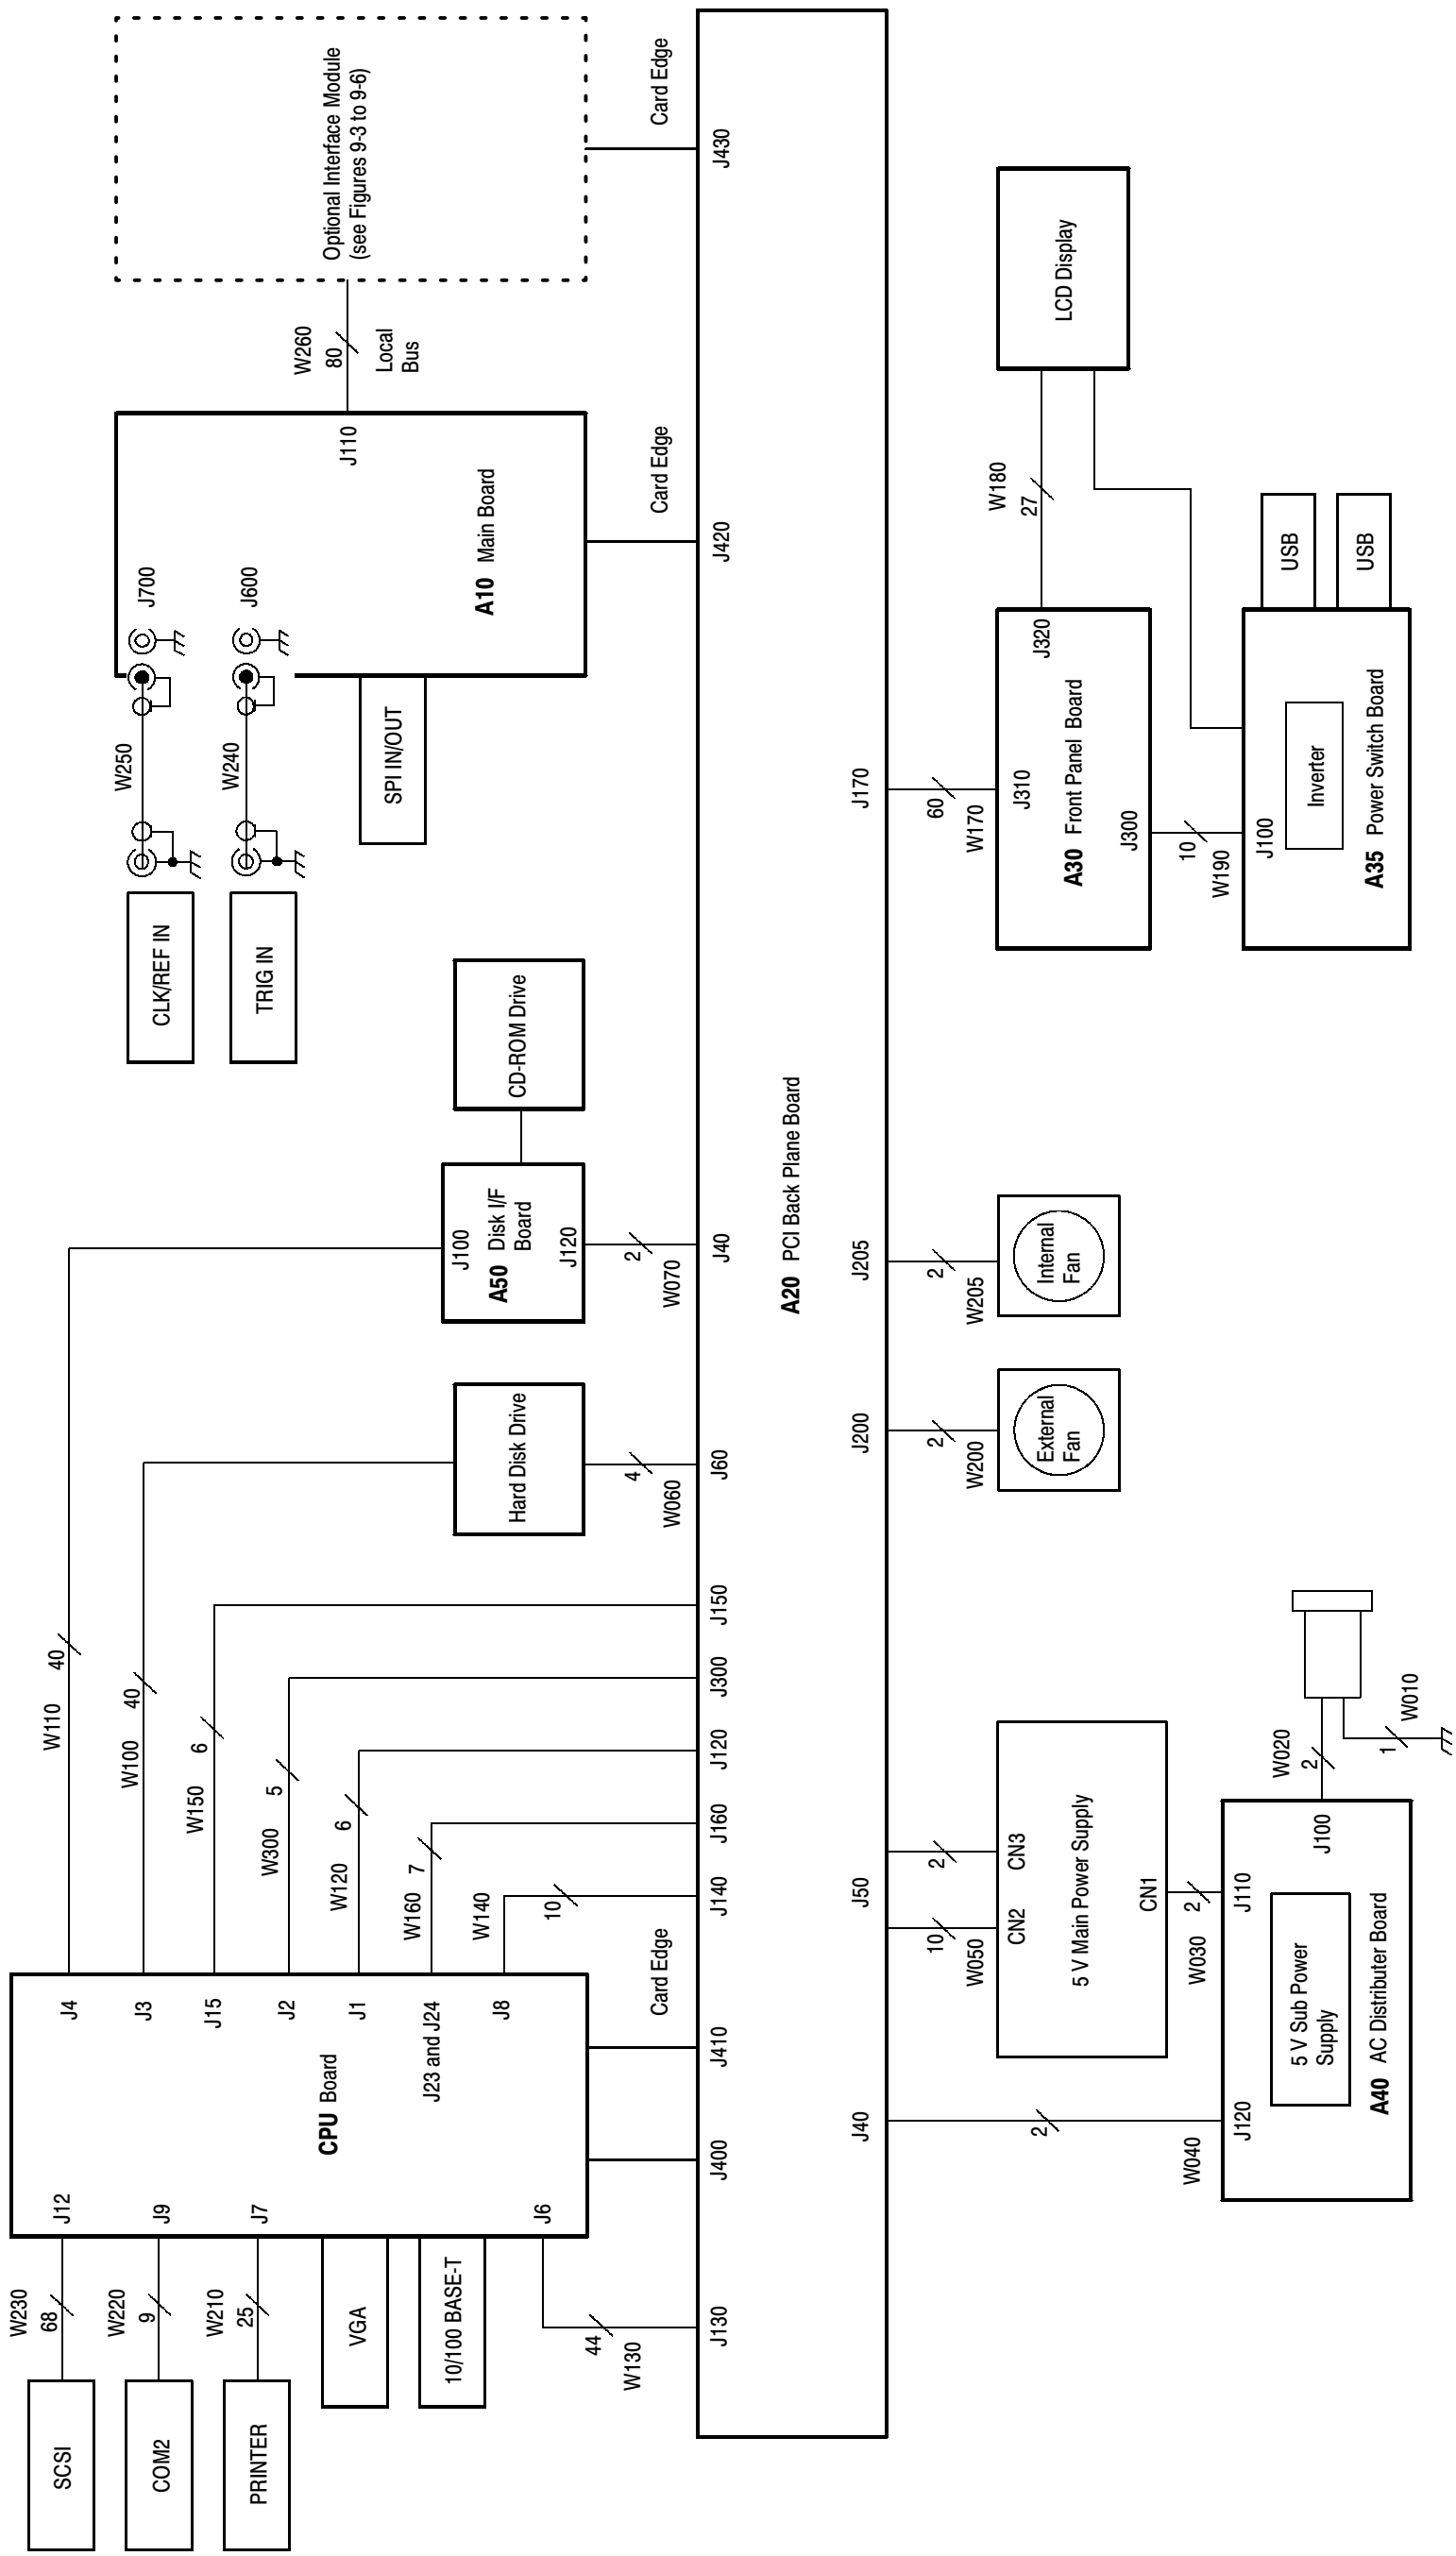 SCSI
W230
68
J12
COM2
W220
9
J9
PRINTER
W210
25
J7
VGA
10/100 BASE-T
J6
44
W130
J130
CPU Board
J4
J3
J15
J2
J1
J23 and J24
J8
W110
40
W100
40
W150
6
W300
5
W120
6
W160
7
W140
10
Card Edge
J400
J410
J140
J160
J120
J300
J150
Hard Disk Drive
4
W060
J60
J100
A50 Disk I/F
Board
J120
2
W070
J40
CD-ROM Drive
CLK/REF IN
W250
J700
TRIG IN
W240
J600
SPI IN/OUT
A10 Main Board
J110
Card Edge
J420
W260
80
Local
Bus
Optional Interface Module
(see Figures 9-3 to 9-6)
Card Edge
J430
A20 PCI Back Plane Board
J40
J50
J200
J205
J170
2
W040
J120
5 V Sub Power
Supply
A40 AC Distributer Board
J110
J100
10
W050
2
CN2
CN3
5 V Main Power Supply
CN1
2
W030
W020
2
1
W010
2
W200
External
Fan
2
W205
Internal
Fan
60
W170
J310
A30 Front Panel Board
J300
J320
10
W190
J100
Inverter
A35 Power Switch Board
W180
27
LCD Display
USB
USB